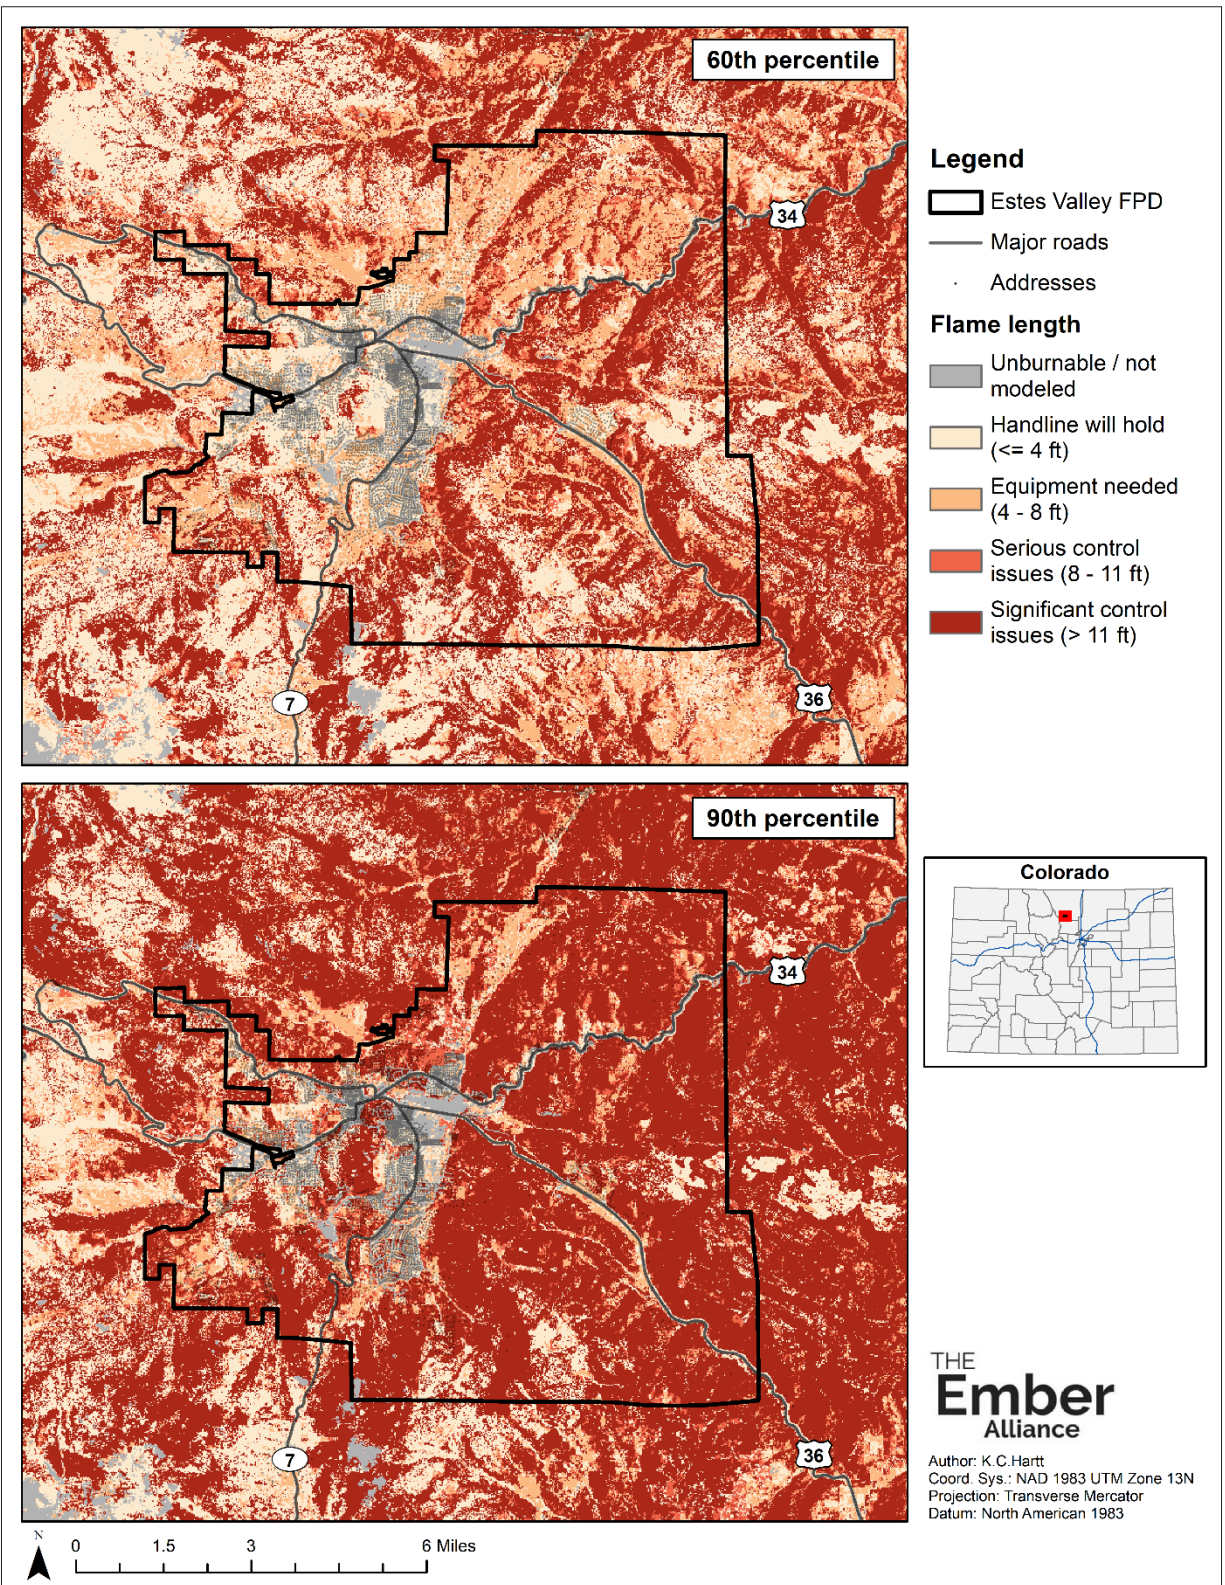 60th percentile
34
7
36
Legend
Estes Valley FPD
Major roads
Addresses
Flame length
Unburnable / not
modeled
Handline will hold
(<= 4 ft)
Equipment needed
(4 - 8 ft)
Serious control
issues (8 - 11 ft)
Significant control
issues (> 11 ft)
90th percentile
34
7
36
Colorado
THE
Ember
Alliance
Author: K.C.Hartt
Coord. Sys.: NAD 1983 UTM Zone 13N
Projection: Transverse Mercator
Datum: North American 1983
N
0 1.5 3 6 Miles